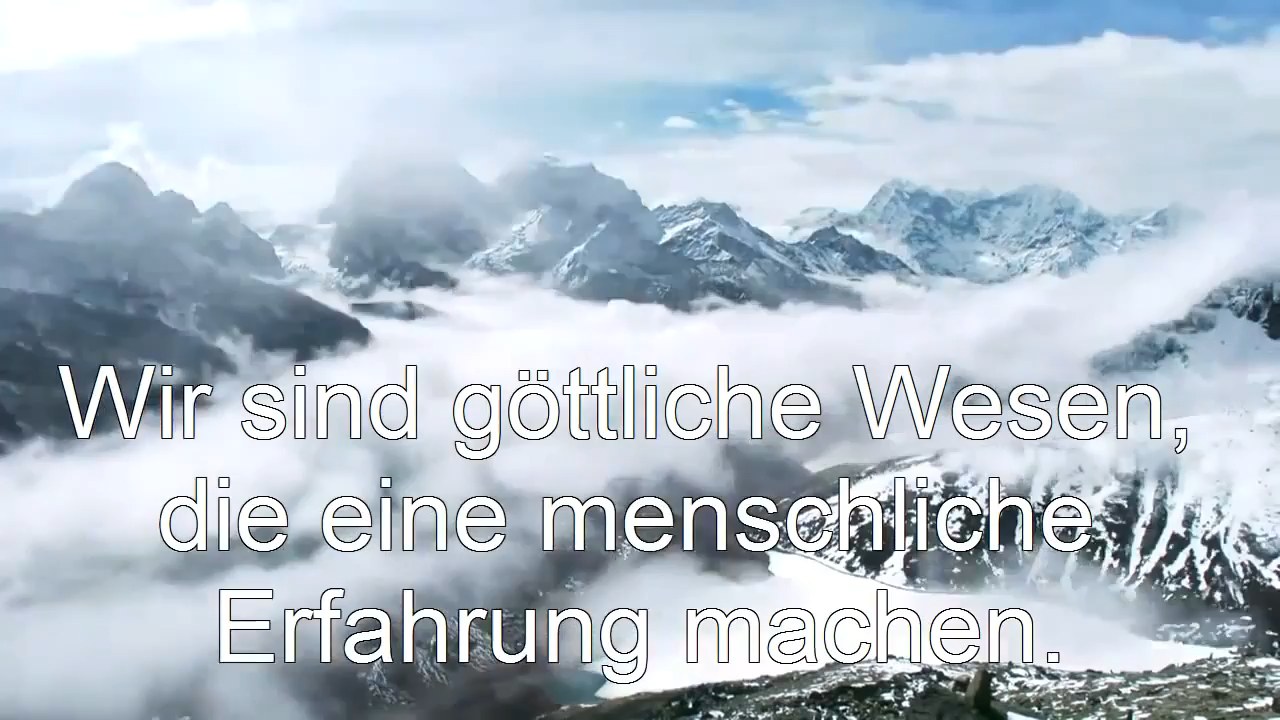 Wir sind göttliche Wesen,
die eine menschliche
Erfahrung machen.